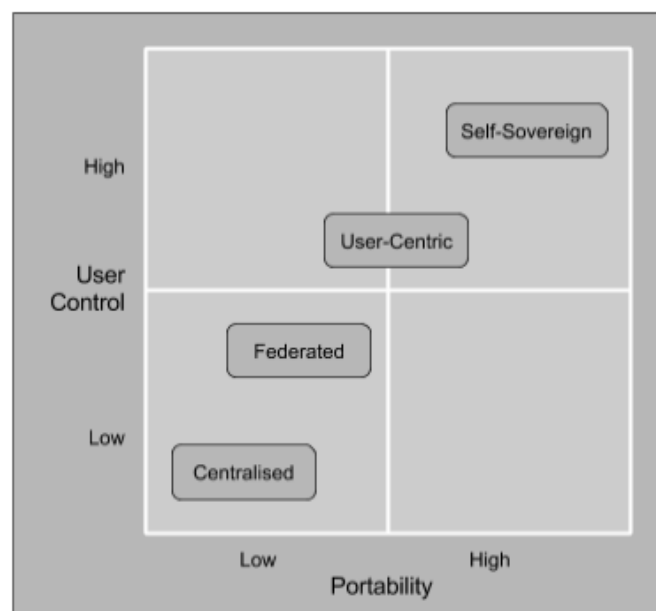 Self-Sovereign
High
User-Centric
User
Control
Federated
Low
Centralised
Low
High
Portability